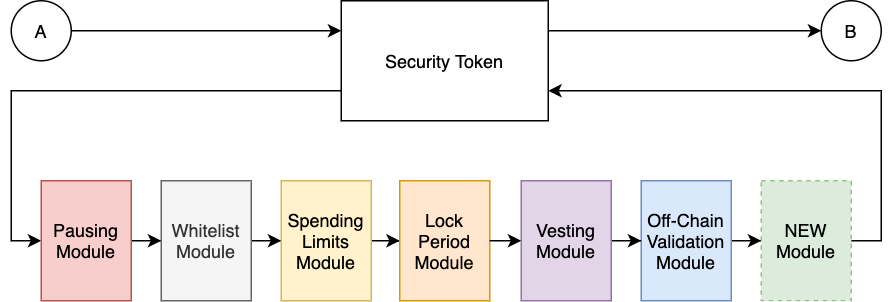 A
Security Token
B
Pausing
Module
Whitelist
Module
Spending
Limits
Module
Lock
Period
Module
Vesting
Module
Off-Chain
Validation
Module
NEW
Module